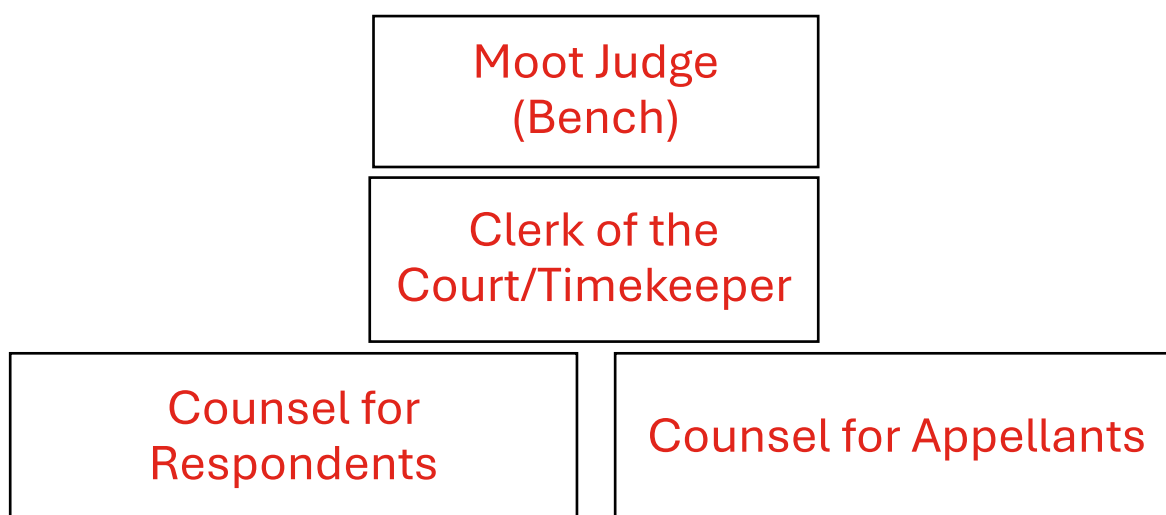 Moot Judge
(Bench)
Clerk of the
Court/Timekeeper
Counsel for
Respondents
Counsel for Appellants